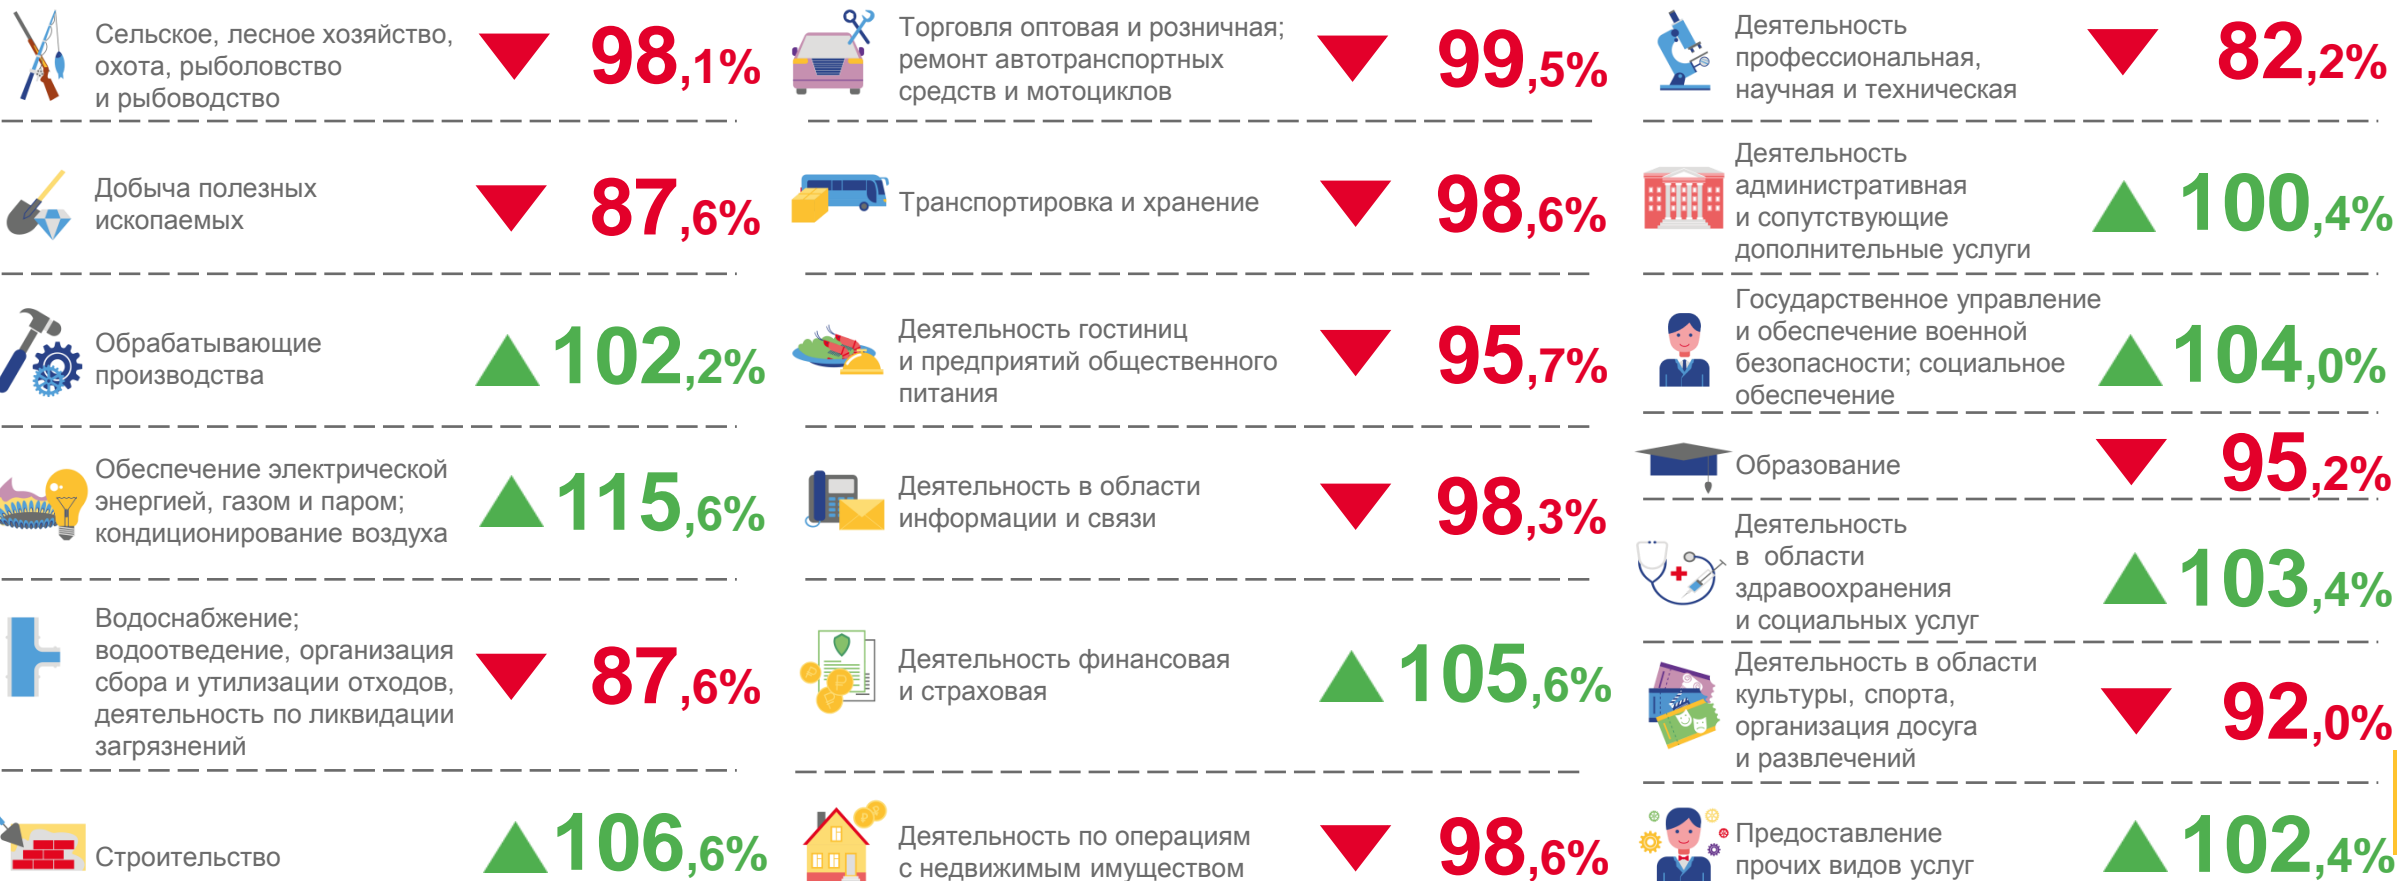 Сельское, лесное хозяйство,
охота, рыболовство
и рыбоводство
98,1%
Добыча полезных
ископаемых
87,6%
Обрабатывающие
производства
102,2%
Обеспечение электрической
энергией, газом и паром;
кондиционирование воздуха
115,6%
Водоснабжение;
водоотведение, организация
сбора и утилизации отходов,
деятельность по ликвидации
загрязнений
87,6%
Строительство
106,6%
Торговля оптовая и розничная;
ремонт автотранспортных
средств и мотоциклов
99,5%
Транспортировка и хранение
98,6%
Деятельность гостиниц
и предприятий общественного
питания
95,7%
Деятельность в области
информации и связи
98,3%
Деятельность финансовая
и страховая
105,6%
Деятельность по операциям
с недвижимым имуществом
98,6%
Деятельность
профессиональная,
научная и техническая
82,2%
Деятельность
административная
и сопутствующие
дополнительные услуги
100,4%
Государственное управление
и обеспечение военной
безопасности; социальное
обеспечение
104,0%
Образование
95,2%
Деятельность
в области
здравоохранения
и социальных услуг
103,4%
Деятельность в области
культуры, спорта,
организация досуга
и развлечений
92,0%
Предоставление
прочих видов услуг
102,4%